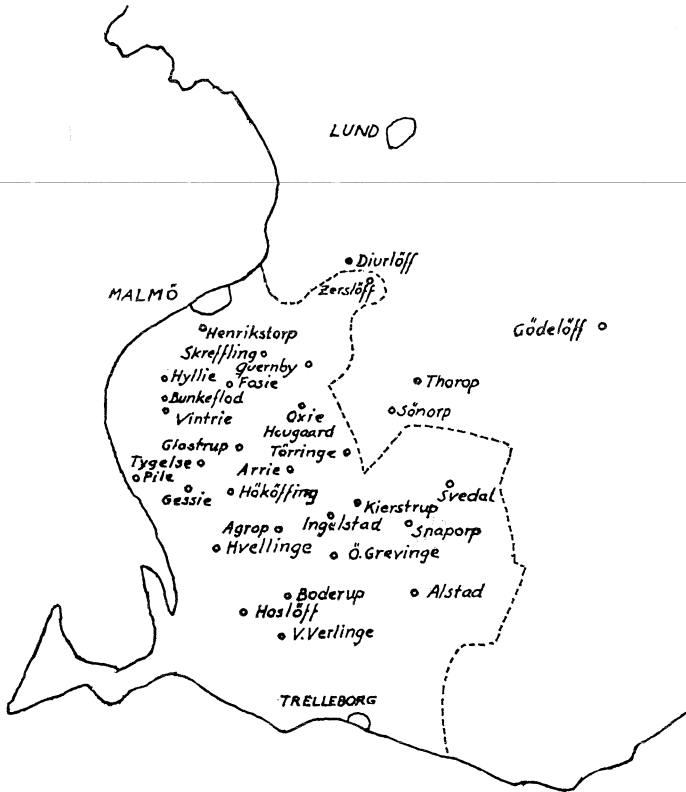 LUND
Diurlöff
Zerslöff
MALMÖ
Gödelöff
Henrikstorp
Skreffling
Quernby
Hyllie
Fosie
Thorop
Bunkeflod
Sönorp
Vintrie
Oxie
Hougaard
Glostrup
Törringe
Tygelse
Arrie
Pile
Gessie
Hököffing
Svedal
Kierstrup
Ingelstad
Snaporp
Agrop
Hvellinge
Ö.Grevinge
Boderup
Alstad
Hoslöff
V.Verlinge
TRELLEBORG